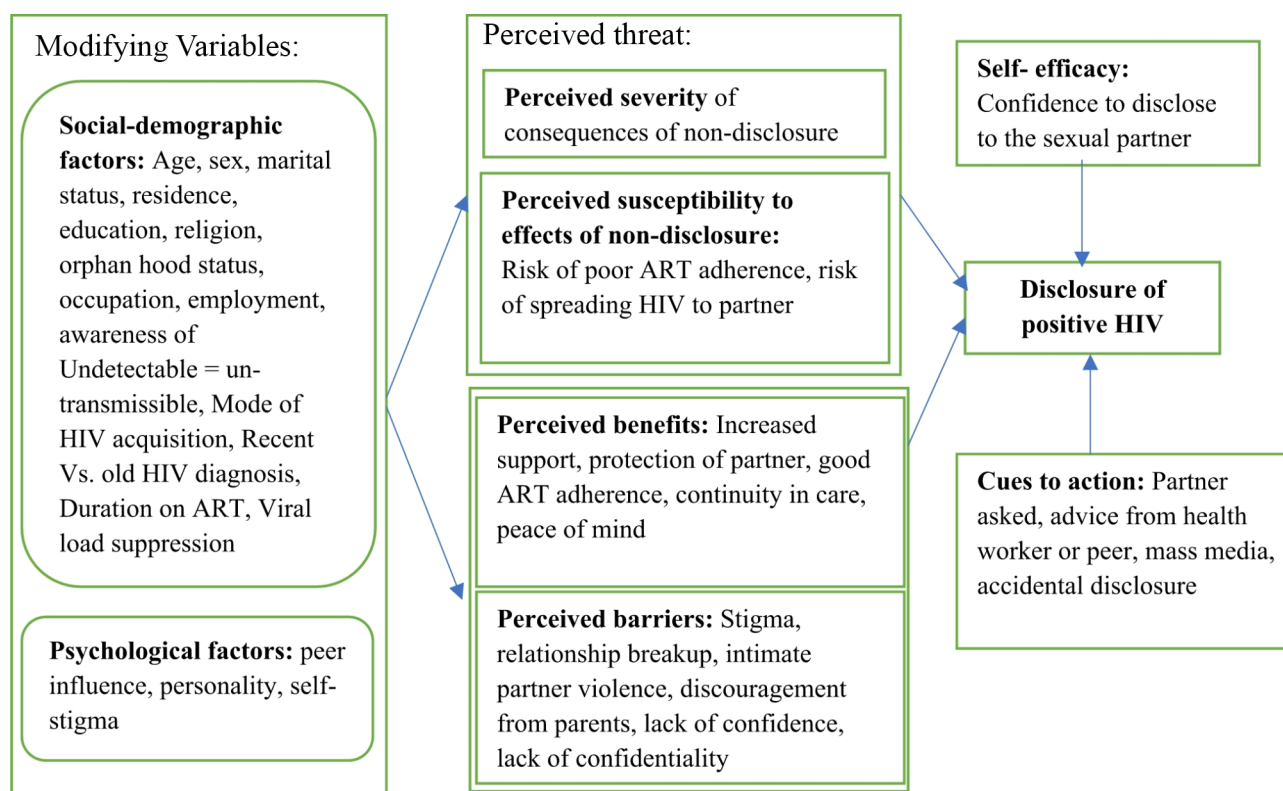 Modifying Variables:
Social-demographic
factors: Age, sex, marital
status, residence,
education, religion,
orphan hood status,
occupation, employment,
awareness of
Undetectable = un-
transmissible, Mode of
HIV acquisition, Recent
Vs. old HIV diagnosis,
Duration on ART, Viral
load suppression
Psychological factors: peer
influence, personality, self-
stigma
Perceived threat:
Perceived severity of
consequences of non-disclosure
Perceived susceptibility to
effects of non-disclosure:
Risk of poor ART adherence, risk
of spreading HIV to partner
Perceived benefits: Increased
support, protection of partner, good
ART adherence, continuity in care,
peace of mind
Perceived barriers: Stigma,
relationship breakup, intimate
partner violence, discouragement
from parents, lack of confidence,
lack of confidentiality
Self- efficacy:
Confidence to disclose
to the sexual partner
Disclosure of
positive HIV
Cues to action: Partner
asked, advice from health
worker or peer, mass media,
accidental disclosure